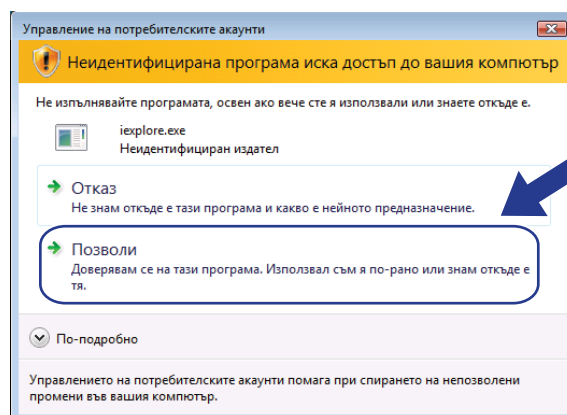 Управление на потребителските акаунти
Неидентифицирана програма иска достъп до вашия компютър
Не изпълнявайте програмата, освен ако вече сте я използвали или знаете откъде е.
iexplore.exe
Неидентифициран издател
Отказ
Не знам откъде е тази програма и какво е нейното предназначение.
Позволи
Доверявам се на тази програма. Използвал съм я по-рано или знам откъде е
тя.
По-подробно
Управлението на потребителските акаунти помага при спирането на непозволени
промени във вашия компютър.